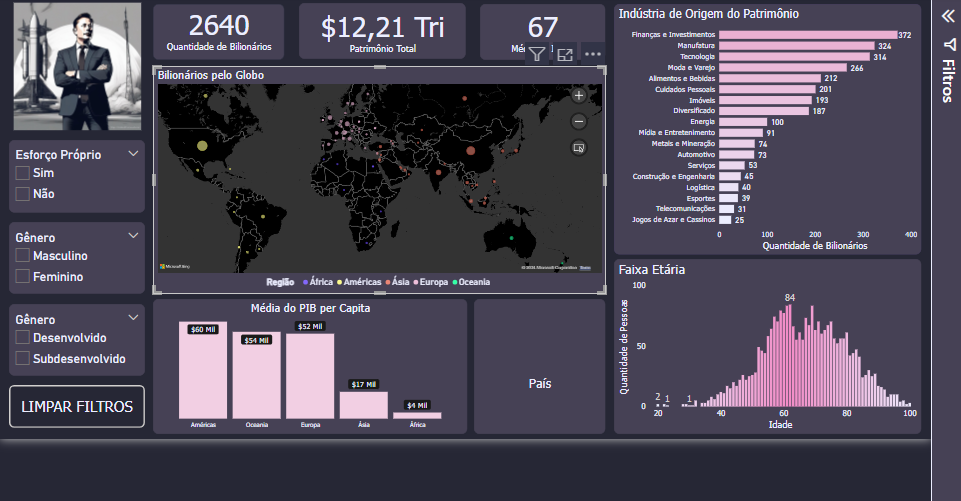 2640
Quantidade de Bilionários
$12,21 Tri
Patrimônio Total
67
Esforço Próprio
Sim
Não
Gênero
Masculino
Feminino
Gênero
Desenvolvido
Subdesenvolvido
LIMPAR FILTROS
Bilionários pelo Globo
Microsoft Bing
© 2024 Microsoft Corporation
Região África Américas Ásia Europa Oceania
Média do PIB per Capita
$60 Mil
$54 Mil
$52 Mil
$17 Mil
$4 Mil
Américas
Oceania
Europa
Ásia
África
País
Indústria de Origem do Patrimônio
Finanças e Investimentos 372
Manufatura 324
Tecnologia 314
Moda e Varejo 266
Alimentos e Bebidas 212
Cuidados Pessoais 201
Imóveis 193
Diversificado 187
Energia 100
Mídia e Entretenimento 91
Metais e Mineração 74
Automotivo 73
Serviços 53
Construção e Engenharia 45
Logística 40
Esportes 39
Telecomunicações 31
Jogos de Azar e Cassinos 25
0 100 200 300 400
Quantidade de Bilionários
Faixa Etária
Quantidade de Pessoas
100
50
0
2
1
1
84
20 40 60 80 100
Idade
Filtros